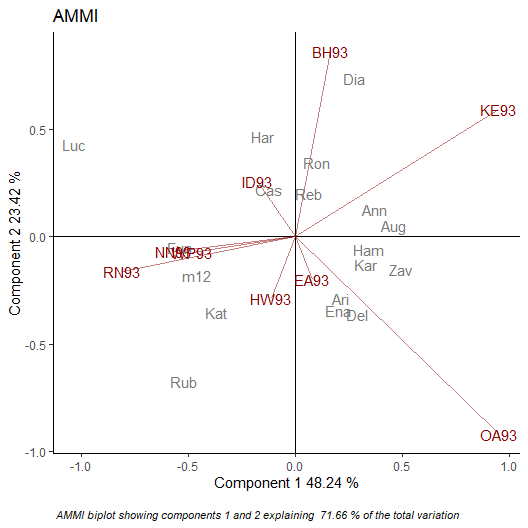 AMMI
BH93
Dia
KE93
0.5
Har
Luc
Ron
ID93
Cas
Reb
Ann
Aug
Component 2 23.42 %
0.0
Ham
NN93
WP93
Kar
RN93
m12
Zav
EA93
HW93
Ari
Kat
Ena
Del
-0.5
Rub
OA93
-1.0
-1.0 -0.5 0.0 0.5 1.0
Component 1 48.24 %
AMMI biplot showing components 1 and 2 explaining 71.66 % of the total variation